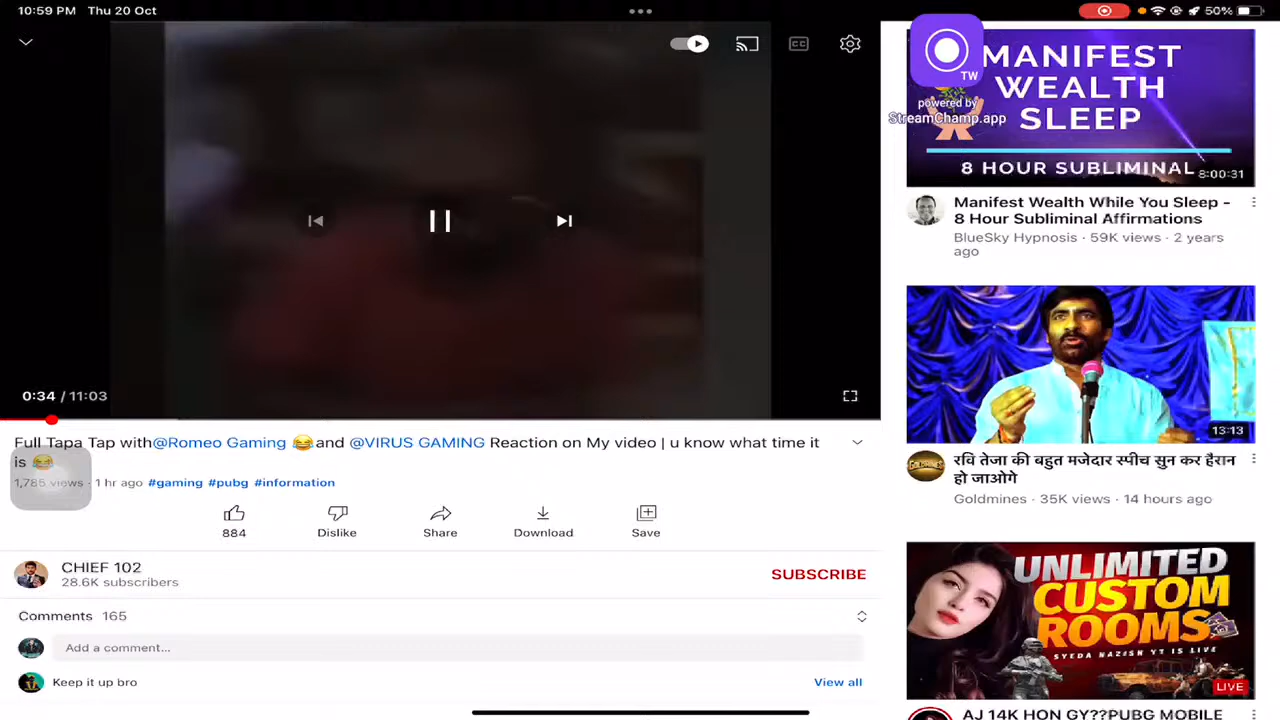 10:59 PM Thu 20 Oct
50%
CC
0:34 / 11:03
Full Tapa Tap with@Romeo Gaming 😂and @VIRUS GAMING Reaction on My video | u know what time it
is 😂
1,785 views · 1 hr ago #gaming #pubg #information
884
Dislike
Share
Download
Save
CHIEF 102
28.6K subscribers
SUBSCRIBE
Comments 165
Add a comment...
Keep it up bro
View all
TW
powered by
StreamChamp.app
MANIFEST
WEALTH
SLEEP
8 HOUR SUBLIMINAL
8:00:31
Manifest Wealth While You Sleep -
8 Hour Subliminal Affirmations
BlueSky Hypnosis · 59K views · 2 years
ago
13:13
GOLDMINES
रवि तेजा की बहुत मजेदार स्पीच सुन कर हैरान
हो जाओगे
Goldmines · 35K views · 14 hours ago
UNLIMITED
CUSTOM
ROOMS
SYEDA NAZISH YT IS LIVE
LIVE
AJ 14K HON GY??PUBG MOBILE